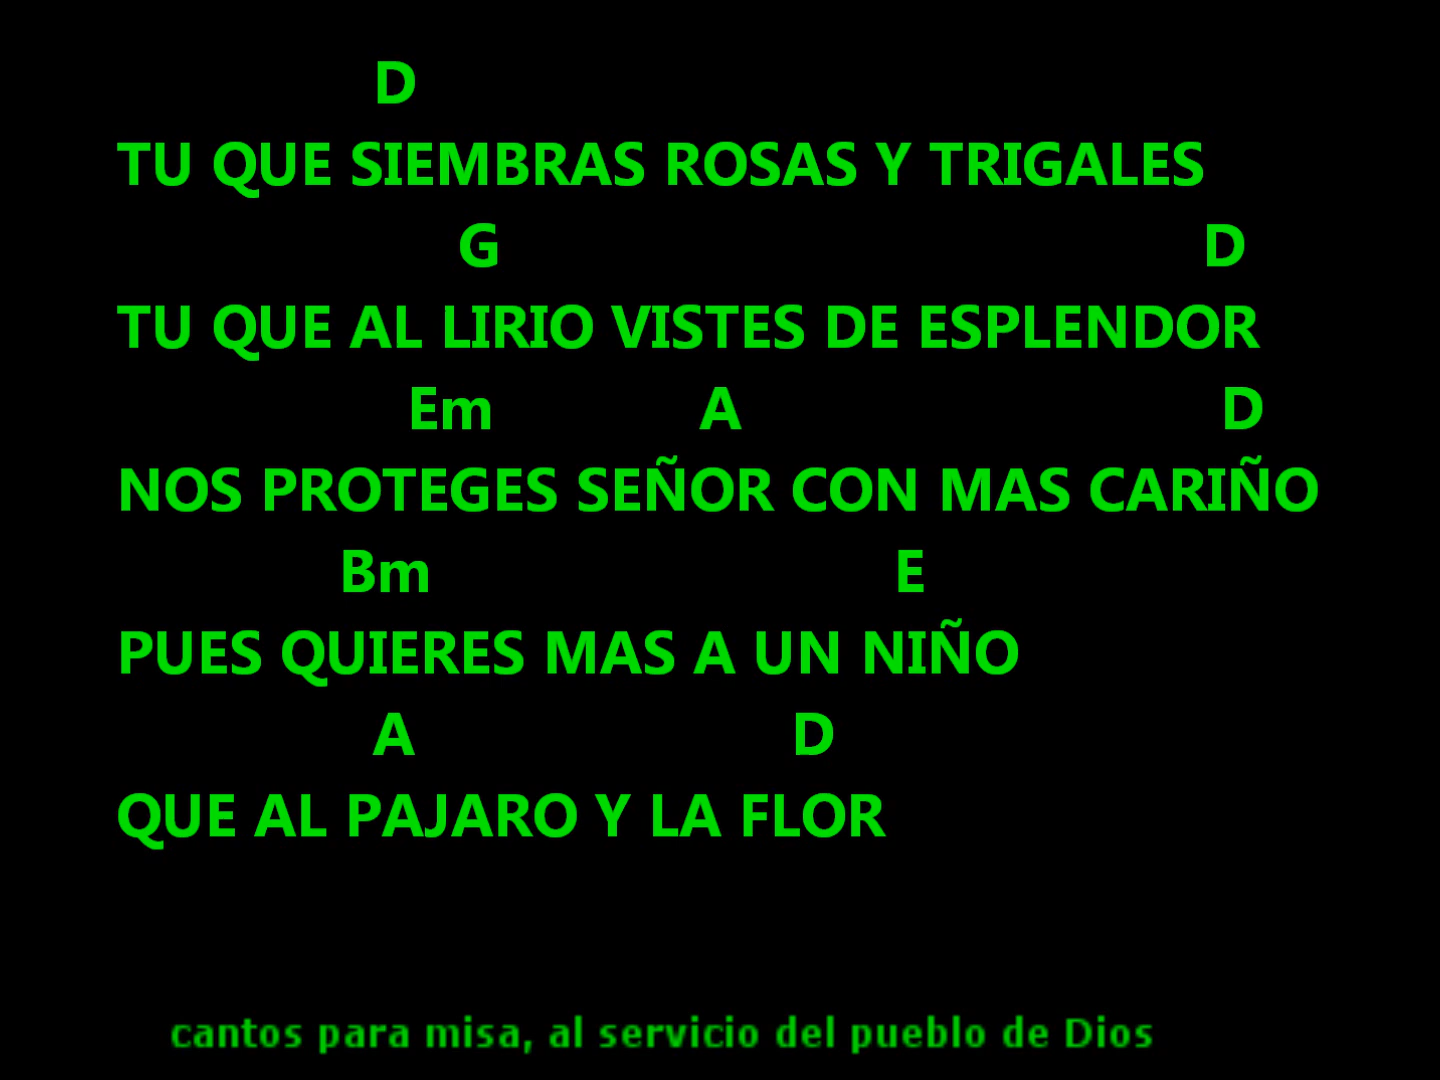 D
TU QUE SIEMBRAS ROSAS Y TRIGALES
G D
TU QUE AL LIRIO VISTES DE ESPLENDOR
Em A D
NOS PROTEGES SEÑOR CON MAS CARIÑO
Bm E
PUES QUIERES MAS A UN NIÑO
A D
QUE AL PAJARO Y LA FLOR
cantos para misa, al servicio del pueblo de Dios